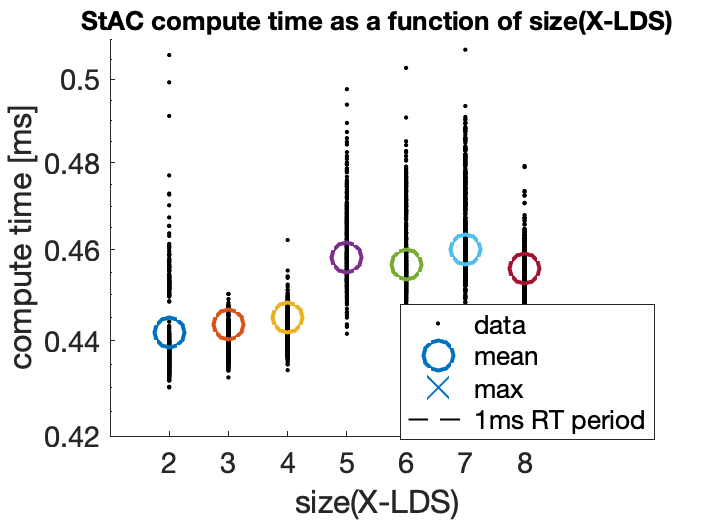 StAC compute time as a function of size(X-LDS)
compute time [ms]
0.5
0.48
0.46
0.44
0.42
2 3 4 5 6 7 8
size(X-LDS)
data
mean
max
1ms RT period